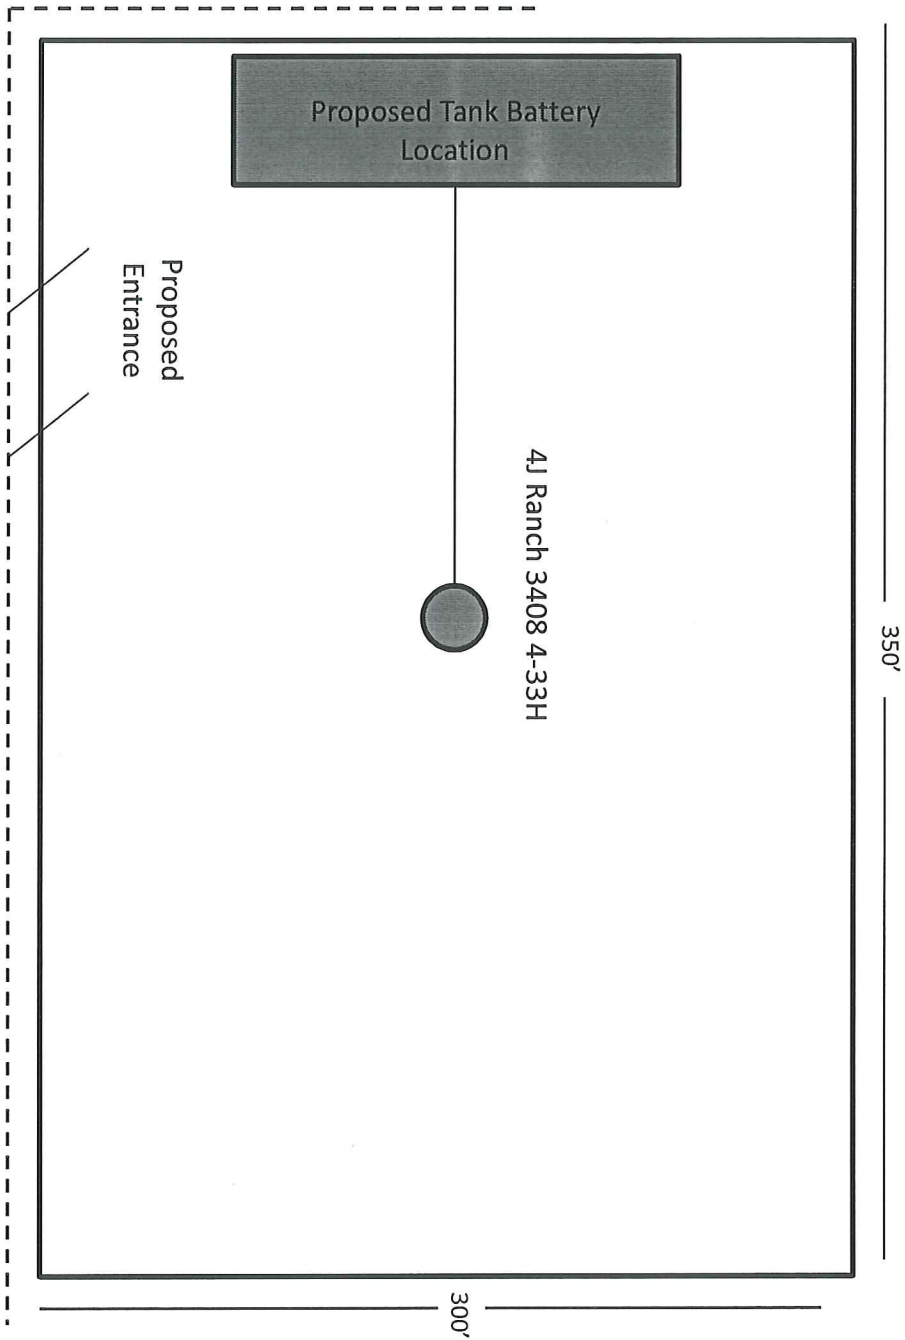 Proposed Tank Battery
Location
Proposed
Entrance
4J Ranch 3408 4-33H
350'
300'